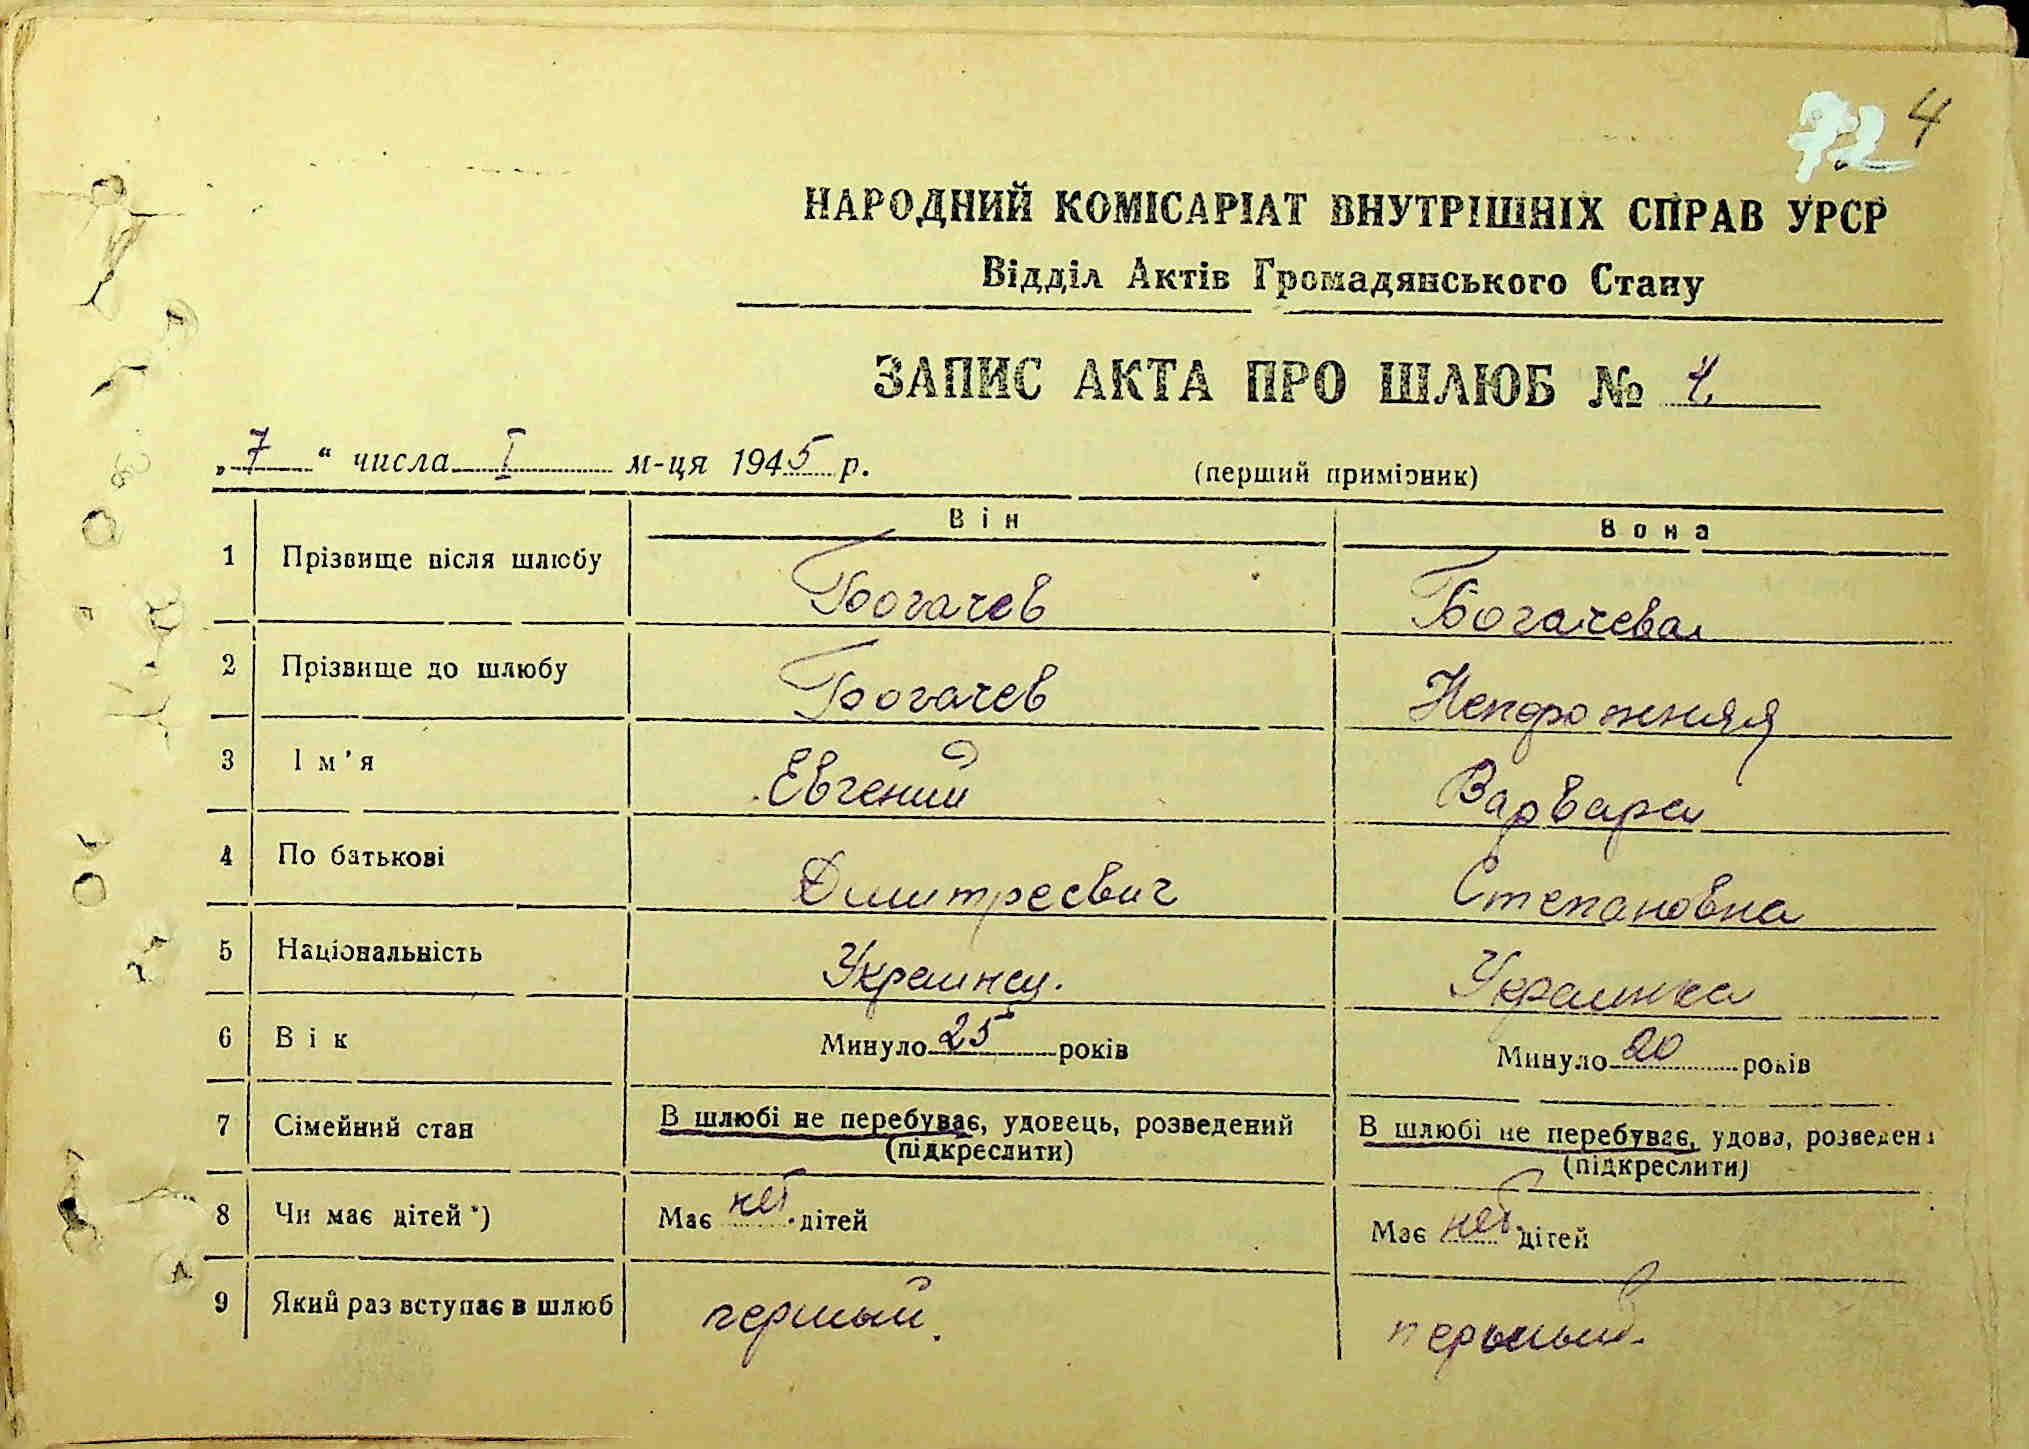 72 4
НАРОДНИЙ КОМІСАРІАТ ВНУТРІШНІХ СПРАВ УРСР
Відділ Актів Громадянського Стану
ЗАПИС АКТА ПРО ШЛЮБ № 4
„7“ числа I м-ця 1945 р. (перший примірник)
Він Вона
1 Прізвище після шлюбу Богачев Богачева
2 Прізвище до шлюбу Богачев Непорожняя
3 Ім'я Евгений Варвара
4 По батькові Дмитреевич Степановна
5 Національність Украинец. Украинка
6 Вік Минуло 25 років Минуло 20 років
7 Сімейний стан В шлюбі не перебуває, удовець, розведений В шлюбі не перебуває, удова, розведена
(підкреслити) (підкреслити)
8 Чи має дітей *) Має нет дітей Має нет дітей
9 Який раз вступає в шлюб первый. первый.